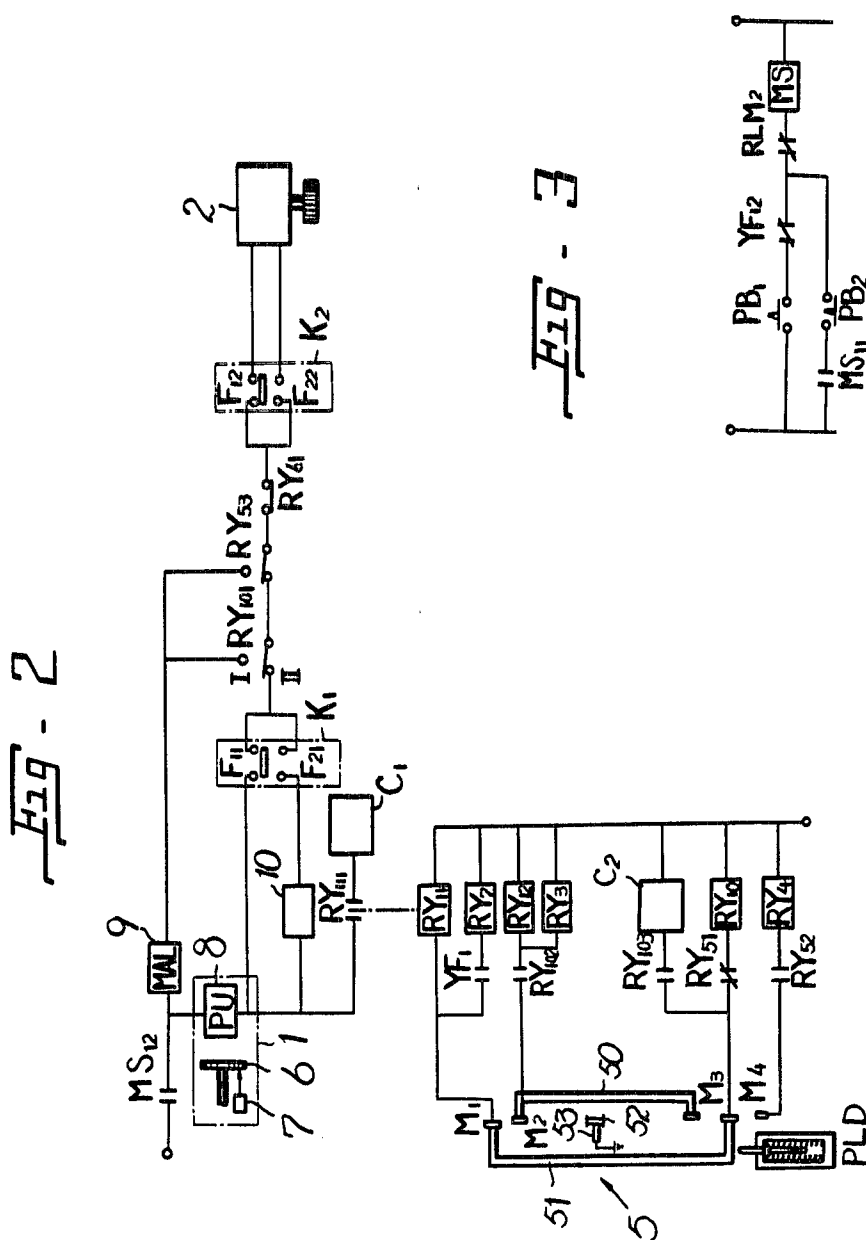 Fig - 2
MS12
9
MAL
8
PU
1
6
7
I
RY101
II
RY53
RY61
F11
F21
K1
F12
F22
K2
2
10
RY111
C1
RY11
YF1
RY2
RY12
RY102
RY3
C2
RY103
RY51
RY10
RY4
RY52
M1
M2
M3
M4
50
51
52
53
5
PLD
Fig - 3
PB1
YF12
RLM2
MS
MS11
PB2